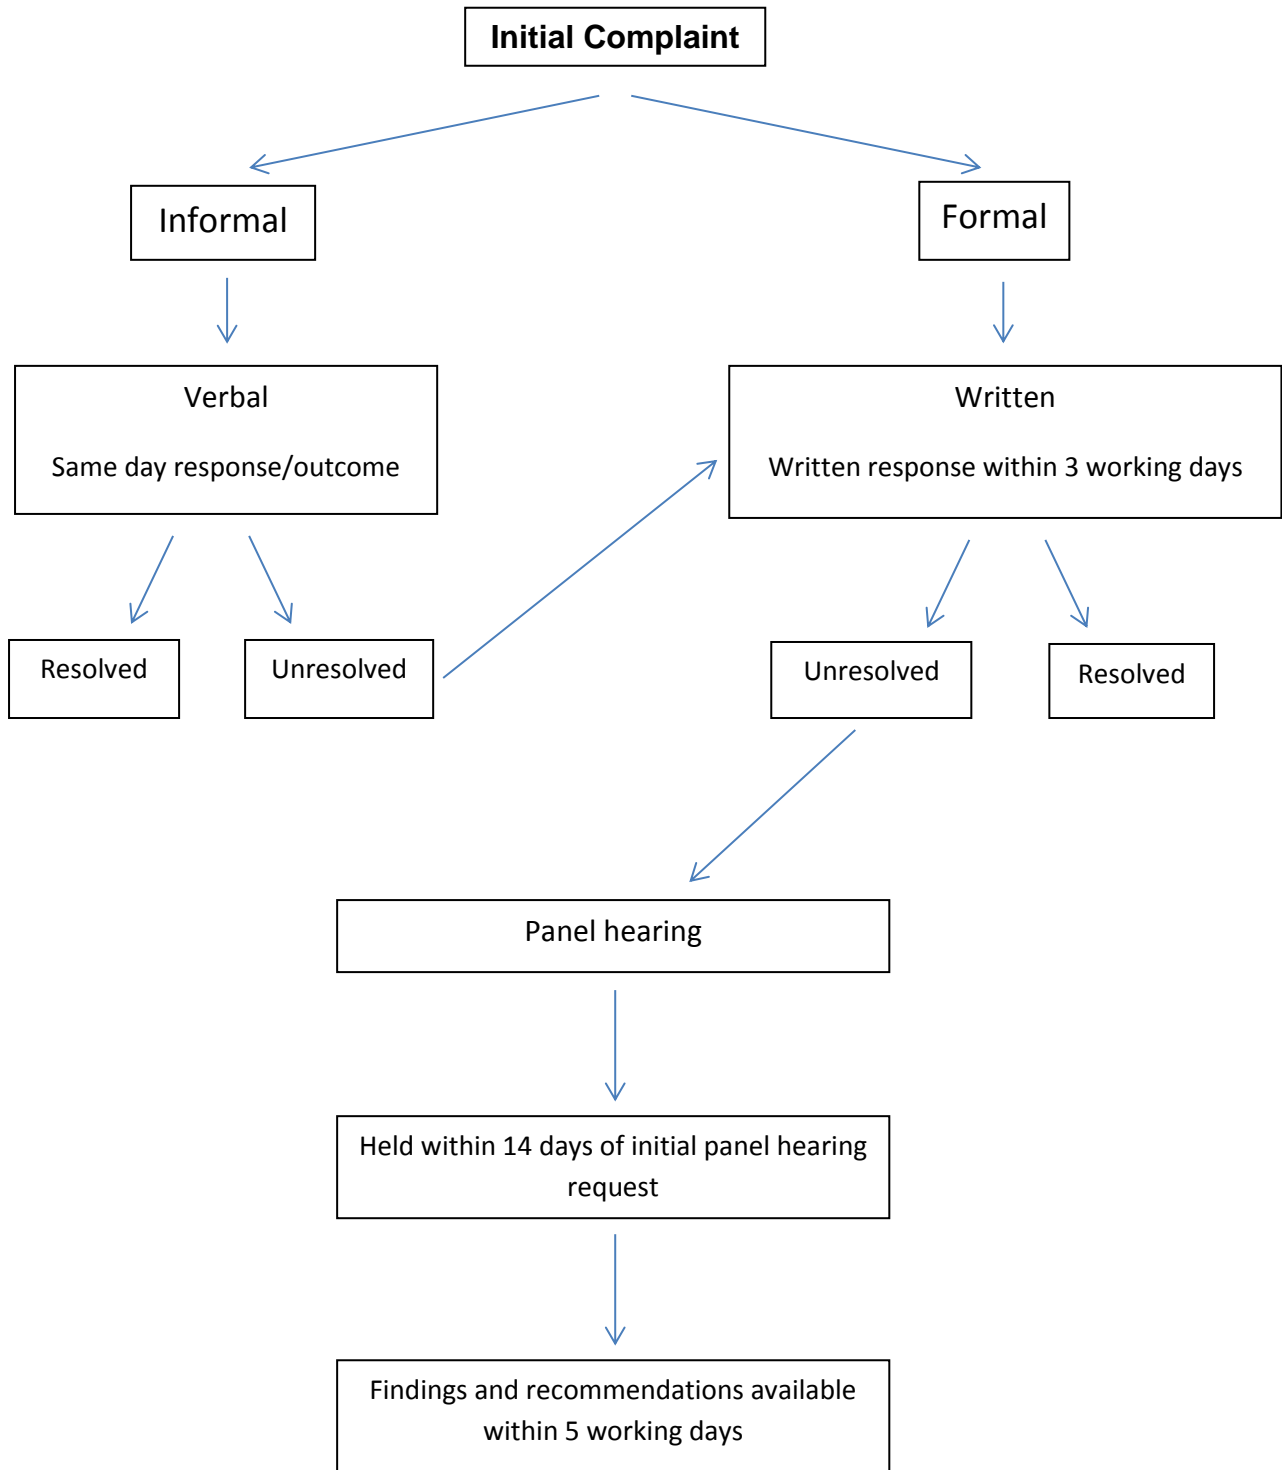 Initial Complaint
Informal
Formal
Verbal
Same day response/outcome
Written
Written response within 3 working days
Resolved
Unresolved
Unresolved
Resolved
Panel hearing
Held within 14 days of initial panel hearing
request
Findings and recommendations available
within 5 working days